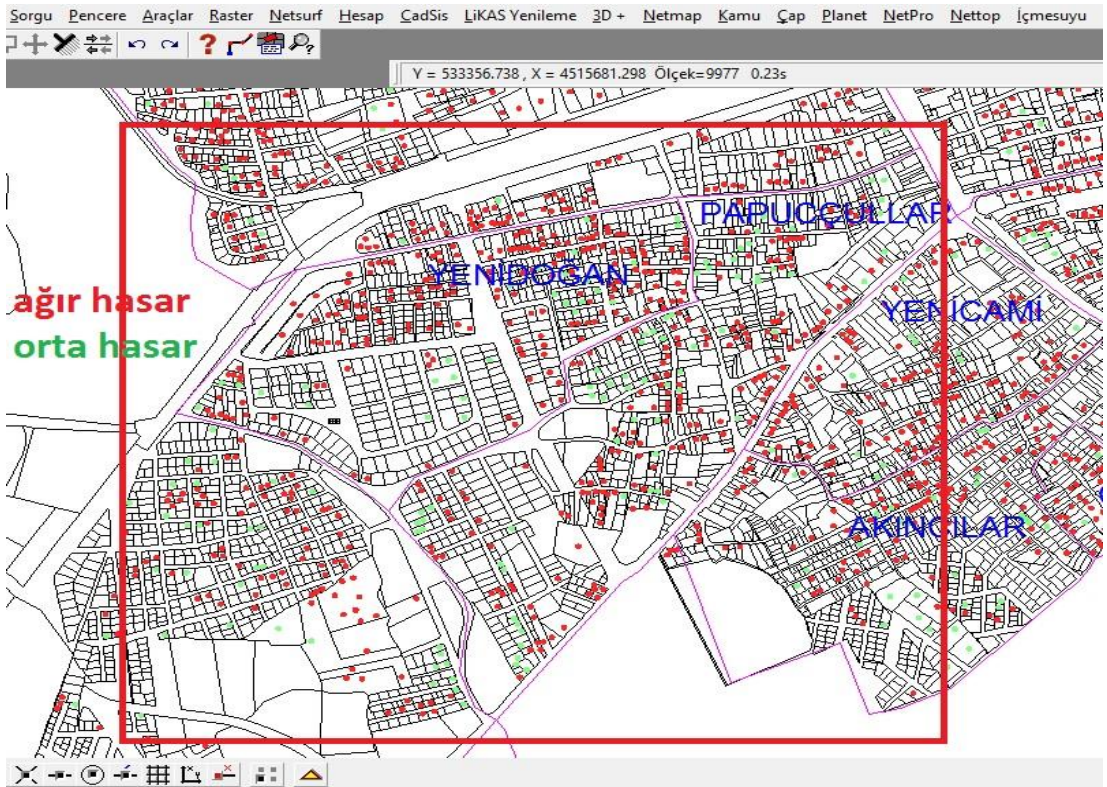 Sorgu Pencere Araçlar Raster Netsurf Hesap CadSis LiKAS Yenileme 3D + Netmap Kamu Çap Planet NetPro Nettop İçmesuyu
Y = 533356.738 , X = 4515681.298 Ölçek=9977 0.23s
PAPUÇÇULLAR
YENİDOĞAN
ağır hasar
YENİCAMİ
orta hasar
AKINCILAR